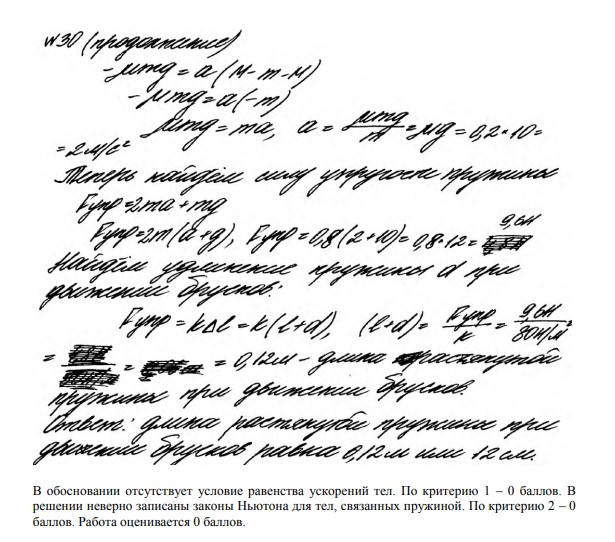 №30 (продолжение)
-μmg = a(M-m-M)
-μmg = a(-m)
μmg = ma, a = μmg/m = μg = 0,2·10 =
= 2 м/с²
Теперь найдём силу упругости пружины
Fупр = 2ma + mg
Fупр = 2m(a+g), Fупр = 0,8(2+10) = 0,8·12 = 9,6Н
Найдём удлинение пружины d при
движении брусков:
Fупр = kΔl = k(l+d), (l+d) = Fупр/k = 9,6Н/80Н/м =
= = 0,12м - длина растянутой
пружины при движении брусков.
Ответ: длина растянутой пружины при
движении брусков равна 0,12м или 12 см.
В обосновании отсутствует условие равенства ускорений тел. По критерию 1 – 0 баллов. В
решении неверно записаны законы Ньютона для тел, связанных пружиной. По критерию 2 – 0
баллов. Работа оценивается 0 баллов.